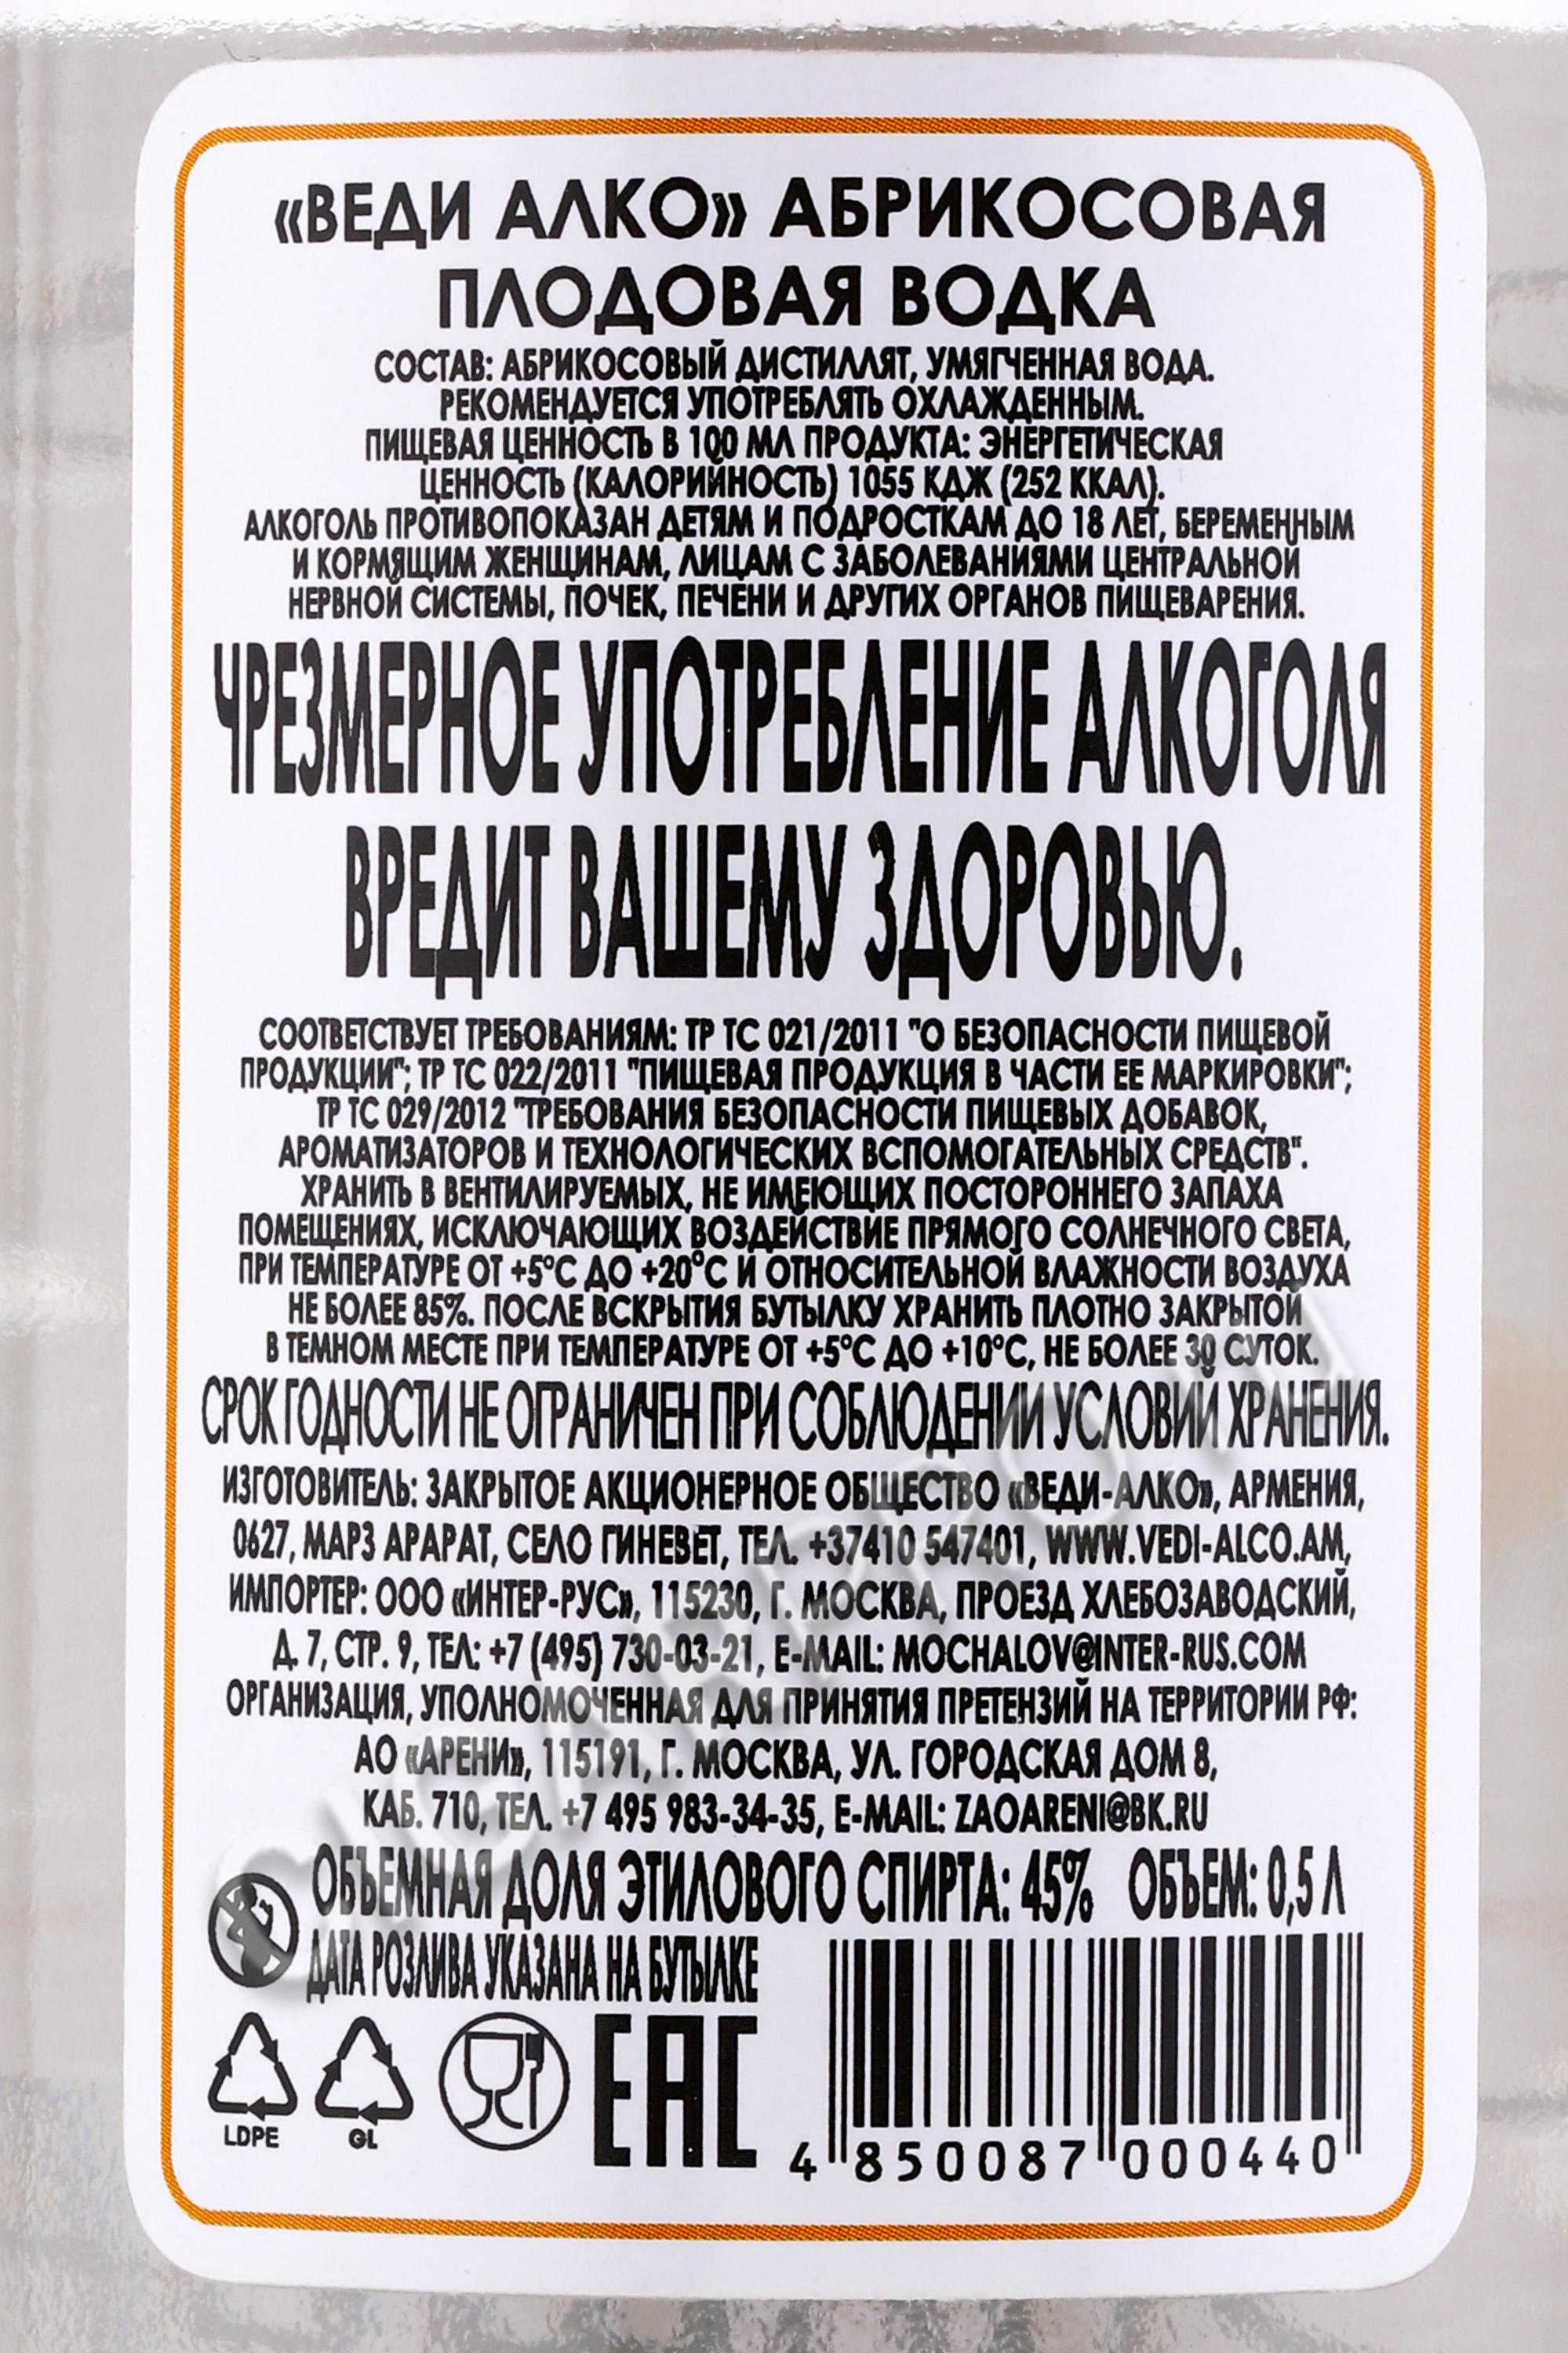 «ВЕДИ АЛКО» АБРИКОСОВАЯ
ПЛОДОВАЯ ВОДКА
СОСТАВ: АБРИКОСОВЫЙ ДИСТИЛЛЯТ, УМЯГЧЕННАЯ ВОДА.
РЕКОМЕНДУЕТСЯ УПОТРЕБЛЯТЬ ОХЛАЖДЕННЫМ.
ПИЩЕВАЯ ЦЕННОСТЬ В 100 МЛ ПРОДУКТА: ЭНЕРГЕТИЧЕСКАЯ
ЦЕННОСТЬ (КАЛОРИЙНОСТЬ) 1055 КДЖ (252 ККАЛ).
АЛКОГОЛЬ ПРОТИВОПОКАЗАН ДЕТЯМ И ПОДРОСТКАМ ДО 18 ЛЕТ, БЕРЕМЕННЫМ
И КОРМЯЩИМ ЖЕНЩИНАМ, ЛИЦАМ С ЗАБОЛЕВАНИЯМИ ЦЕНТРАЛЬНОЙ
НЕРВНОЙ СИСТЕМЫ, ПОЧЕК, ПЕЧЕНИ И ДРУГИХ ОРГАНОВ ПИЩЕВАРЕНИЯ.
ЧРЕЗМЕРНОЕ УПОТРЕБЛЕНИЕ АЛКОГОЛЯ
ВРЕДИТ ВАШЕМУ ЗДОРОВЬЮ.
СООТВЕТСТВУЕТ ТРЕБОВАНИЯМ: ТР ТС 021/2011 "О БЕЗОПАСНОСТИ ПИЩЕВОЙ
ПРОДУКЦИИ"; ТР ТС 022/2011 "ПИЩЕВАЯ ПРОДУКЦИЯ В ЧАСТИ ЕЕ МАРКИРОВКИ";
ТР ТС 029/2012 "ТРЕБОВАНИЯ БЕЗОПАСНОСТИ ПИЩЕВЫХ ДОБАВОК,
АРОМАТИЗАТОРОВ И ТЕХНОЛОГИЧЕСКИХ ВСПОМОГАТЕЛЬНЫХ СРЕДСТВ".
ХРАНИТЬ В ВЕНТИЛИРУЕМЫХ, НЕ ИМЕЮЩИХ ПОСТОРОННЕГО ЗАПАХА
ПОМЕЩЕНИЯХ, ИСКЛЮЧАЮЩИХ ВОЗДЕЙСТВИЕ ПРЯМОГО СОЛНЕЧНОГО СВЕТА,
ПРИ ТЕМПЕРАТУРЕ ОТ +5°С ДО +20°С И ОТНОСИТЕЛЬНОЙ ВЛАЖНОСТИ ВОЗДУХА
НЕ БОЛЕЕ 85%. ПОСЛЕ ВСКРЫТИЯ БУТЫЛКУ ХРАНИТЬ ПЛОТНО ЗАКРЫТОЙ
В ТЕМНОМ МЕСТЕ ПРИ ТЕМПЕРАТУРЕ ОТ +5°С ДО +10°С, НЕ БОЛЕЕ 30 СУТОК.
СРОК ГОДНОСТИ НЕ ОГРАНИЧЕН ПРИ СОБЛЮДЕНИИ УСЛОВИЙ ХРАНЕНИЯ.
ИЗГОТОВИТЕЛЬ: ЗАКРЫТОЕ АКЦИОНЕРНОЕ ОБЩЕСТВО «ВЕДИ-АЛКО», АРМЕНИЯ,
0627, МАРЗ АРАРАТ, СЕЛО ГИНЕВЕТ, ТЕЛ. +37410 547401, WWW.VEDI-ALCO.AM,
ИМПОРТЕР: ООО «ИНТЕР-РУС», 115230, Г. МОСКВА, ПРОЕЗД ХЛЕБОЗАВОДСКИЙ,
Д. 7, СТР. 9, ТЕЛ: +7 (495) 730-03-21, E-MAIL: MOCHALOV@INTER-RUS.COM
ОРГАНИЗАЦИЯ, УПОЛНОМОЧЕННАЯ ДЛЯ ПРИНЯТИЯ ПРЕТЕНЗИЙ НА ТЕРРИТОРИИ РФ:
АО «АРЕНИ», 115191, Г. МОСКВА, УЛ. ГОРОДСКАЯ ДОМ 8,
КАБ. 710, ТЕЛ. +7 495 983-34-35, E-MAIL: ZAOARENI@BK.RU
ОБЪЕМНАЯ ДОЛЯ ЭТИЛОВОГО СПИРТА: 45% ОБЪЕМ: 0,5 Л
ДАТА РОЗЛИВА УКАЗАНА НА БУТЫЛКЕ
LDPE GL EAC
4 850087 000440
CIGARPRO.RU